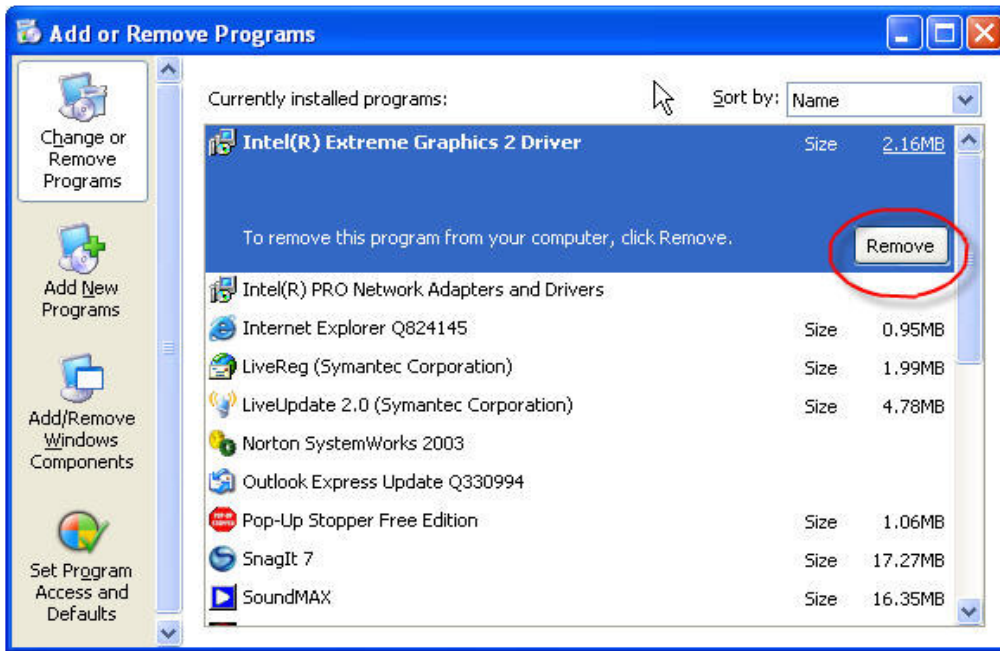 Add or Remove Programs
Change or
Remove
Programs
Add New
Programs
Add/Remove
Windows
Components
Set Program
Access and
Defaults
Currently installed programs:
Sort by: Name
Intel(R) Extreme Graphics 2 Driver Size 2.16MB
To remove this program from your computer, click Remove.
Remove
Intel(R) PRO Network Adapters and Drivers
Internet Explorer Q824145 Size 0.95MB
LiveReg (Symantec Corporation) Size 1.99MB
LiveUpdate 2.0 (Symantec Corporation) Size 4.78MB
Norton SystemWorks 2003
Outlook Express Update Q330994
Pop-Up Stopper Free Edition Size 1.06MB
SnagIt 7 Size 17.27MB
SoundMAX Size 16.35MB